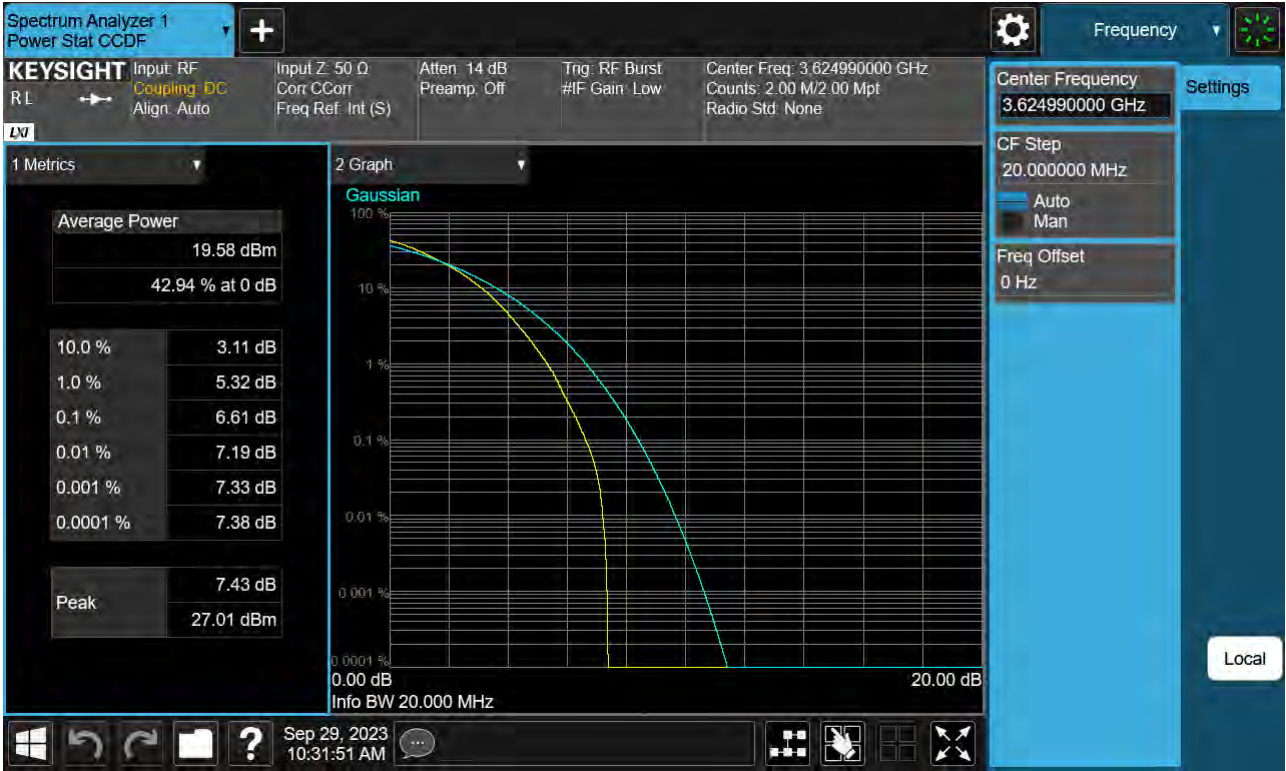 Spectrum Analyzer 1
Power Stat CCDF
Frequency
KEYSIGHT
R L
LXI
Input: RF
Coupling: DC
Align: Auto
Input Z: 50 Ω
Corr CCorr
Freq Ref: Int (S)
Atten: 14 dB
Preamp: Off
Trig: RF Burst
#IF Gain: Low
Center Freq: 3.624990000 GHz
Counts: 2.00 M/2.00 Mpt
Radio Std: None
Center Frequency
3.624990000 GHz
Settings
CF Step
20.000000 MHz
Auto
Man
Freq Offset
0 Hz
1 Metrics
Average Power
19.58 dBm
42.94 % at 0 dB
10.0 % 3.11 dB
1.0 % 5.32 dB
0.1 % 6.61 dB
0.01 % 7.19 dB
0.001 % 7.33 dB
0.0001 % 7.38 dB
Peak
7.43 dB
27.01 dBm
2 Graph
Gaussian
100 %
10 %
1 %
0.1 %
0.01 %
0.001 %
0.0001 %
0.00 dB 20.00 dB
Info BW 20.000 MHz
Local
?
Sep 29, 2023
10:31:51 AM